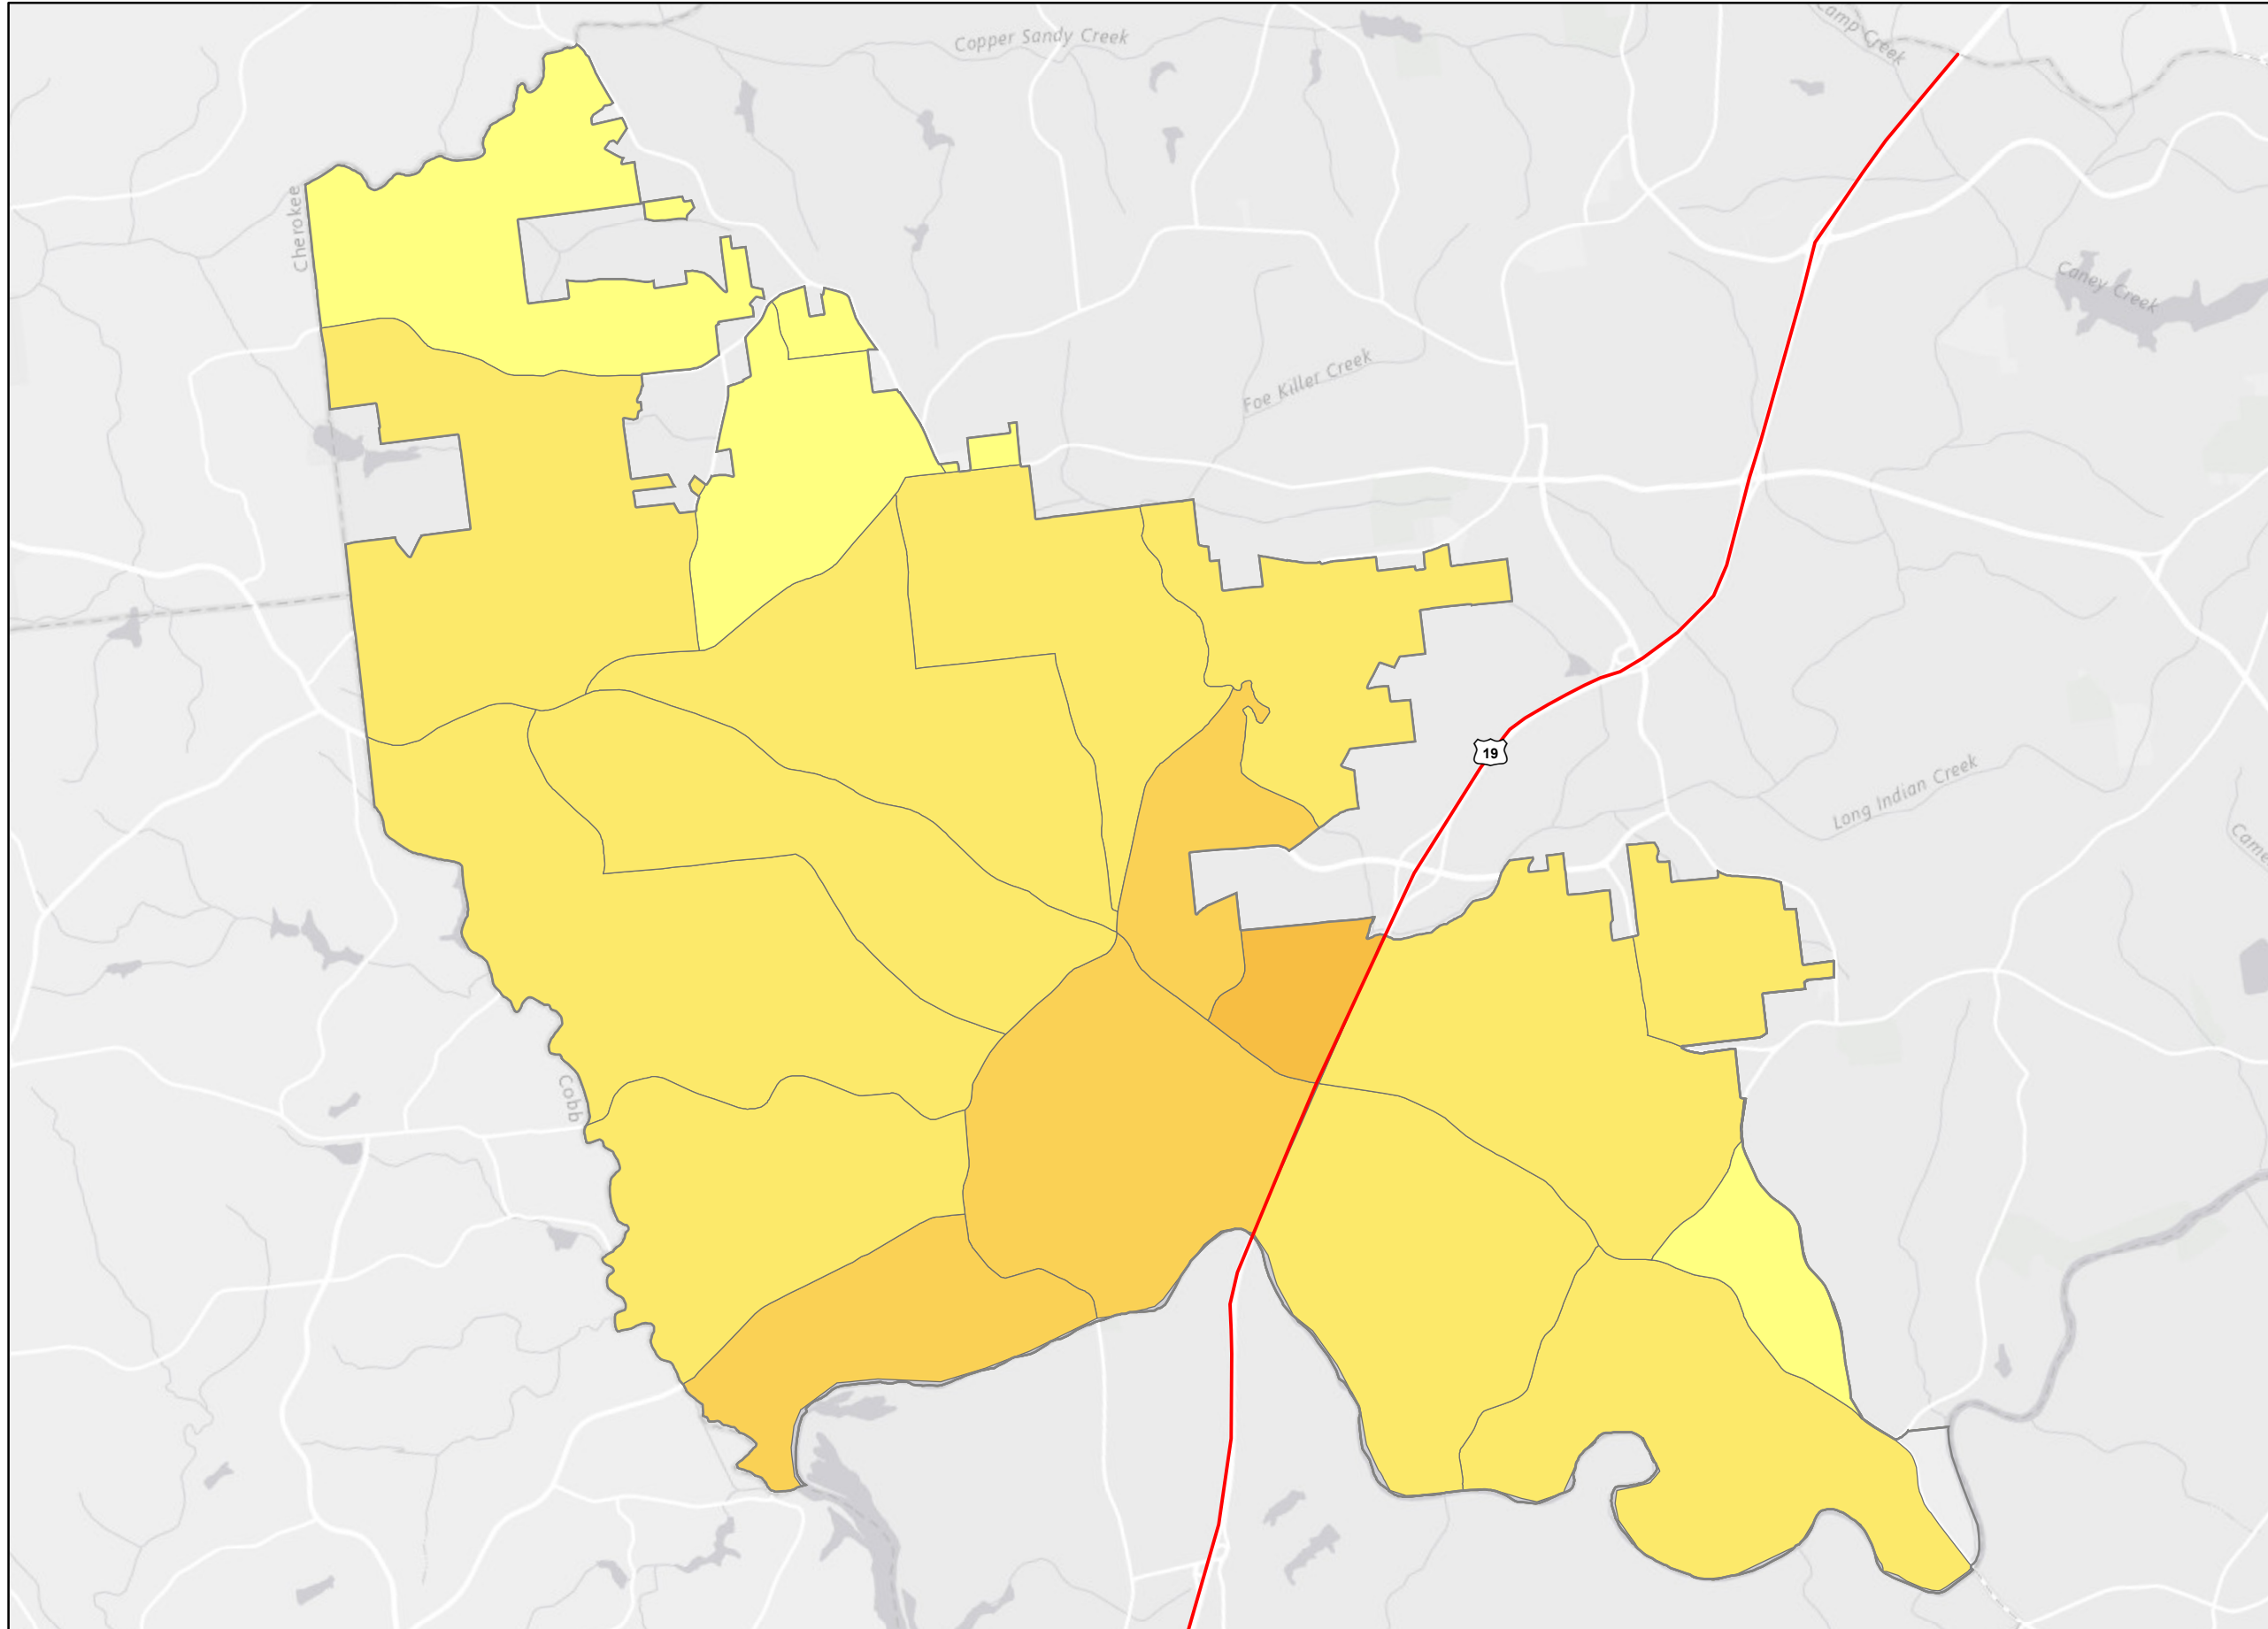 Copper Sandy Creek
Camp Creek
Cherokee
Caney Creek
Foe Killer Creek
19
Long Indian Creek
Cobb